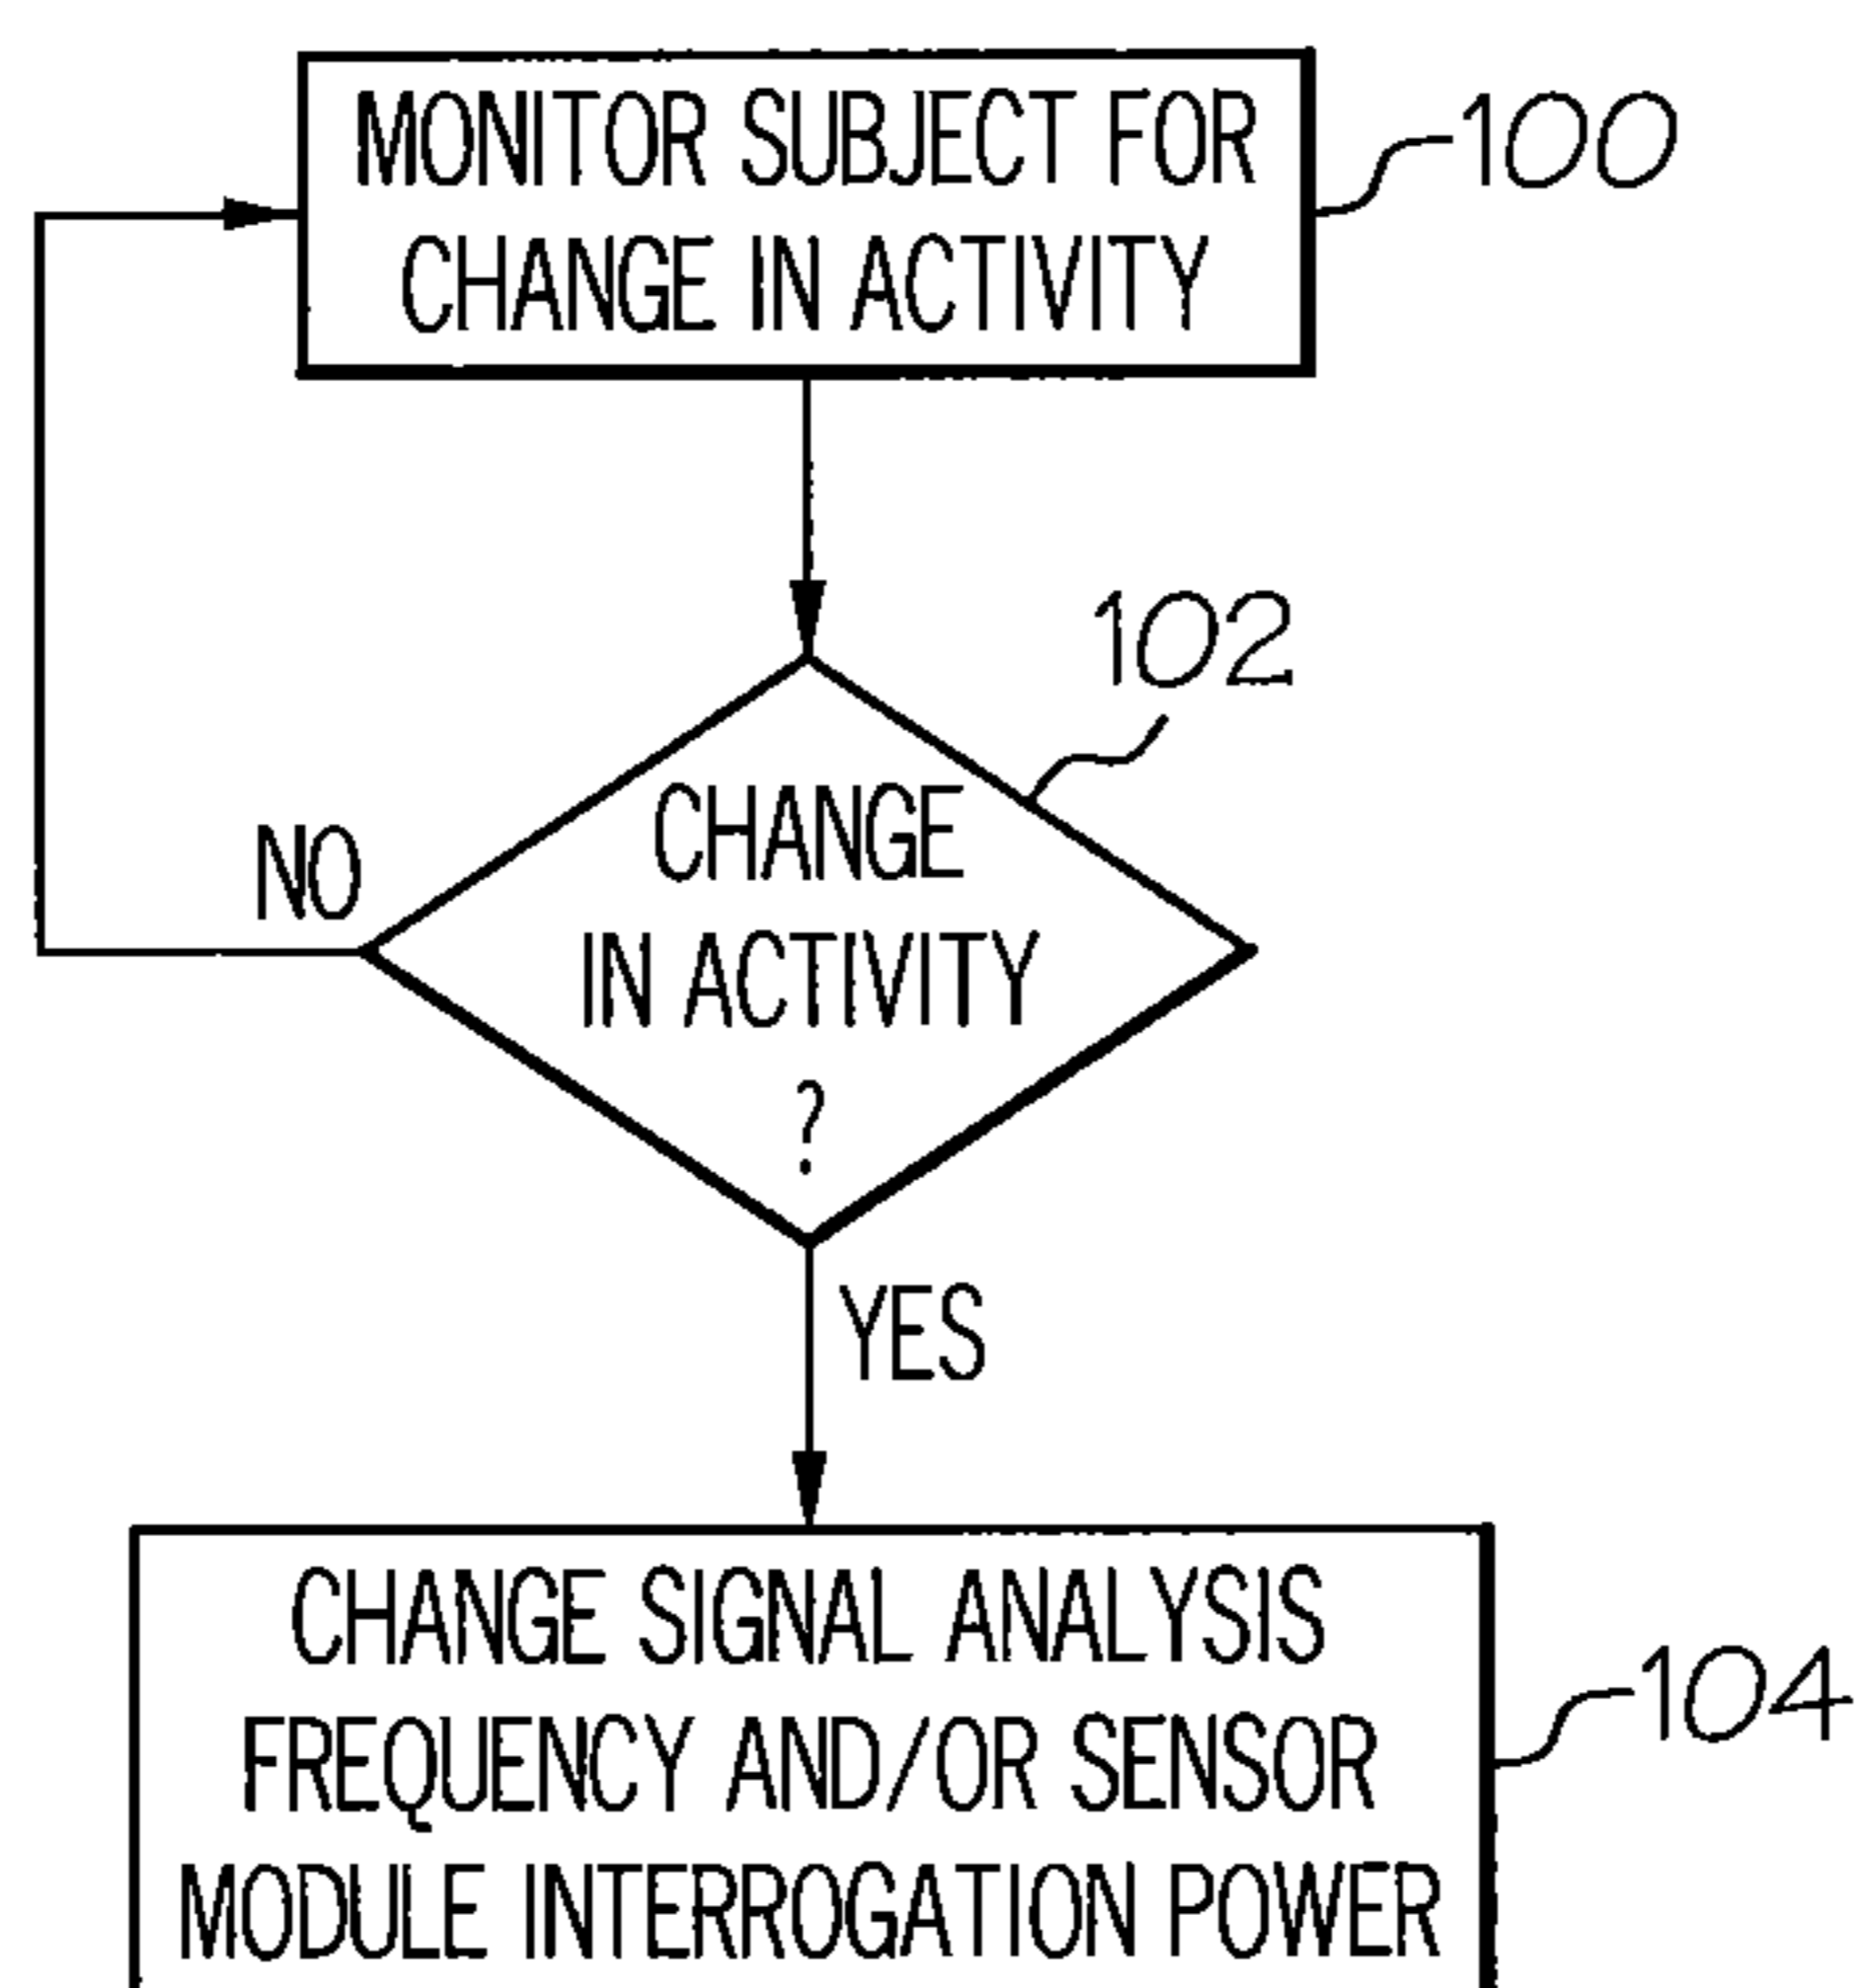 MONITOR SUBJECT FOR
CHANGE IN ACTIVITY
100
102
CHANGE
IN ACTIVITY
?
NO
YES
CHANGE SIGNAL ANALYSIS
FREQUENCY AND/OR SENSOR
MODULE INTERROGATION POWER
104